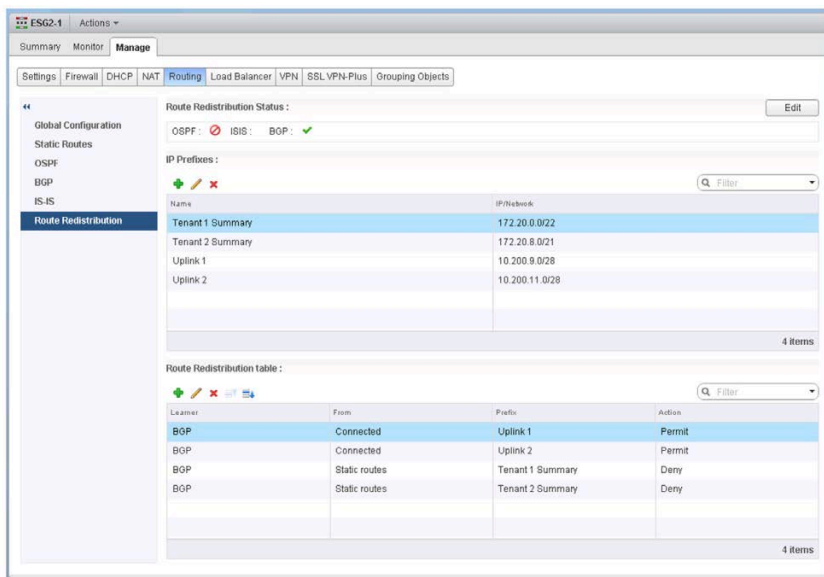 ESG2-1 Actions
Summary Monitor Manage
Settings Firewall DHCP NAT Routing Load Balancer VPN SSL VPN-Plus Grouping Objects
Global Configuration
Static Routes
OSPF
BGP
IS-IS
Route Redistribution
Route Redistribution Status :
Edit
OSPF : ISIS : BGP :
IP Prefixes :
Filter
Name IP/Network
Tenant 1 Summary 172.20.0.0/22
Tenant 2 Summary 172.20.8.0/21
Uplink 1 10.200.9.0/28
Uplink 2 10.200.11.0/28
4 items
Route Redistribution table :
Filter
Learner From Prefix Action
BGP Connected Uplink 1 Permit
BGP Connected Uplink 2 Permit
BGP Static routes Tenant 1 Summary Deny
BGP Static routes Tenant 2 Summary Deny
4 items